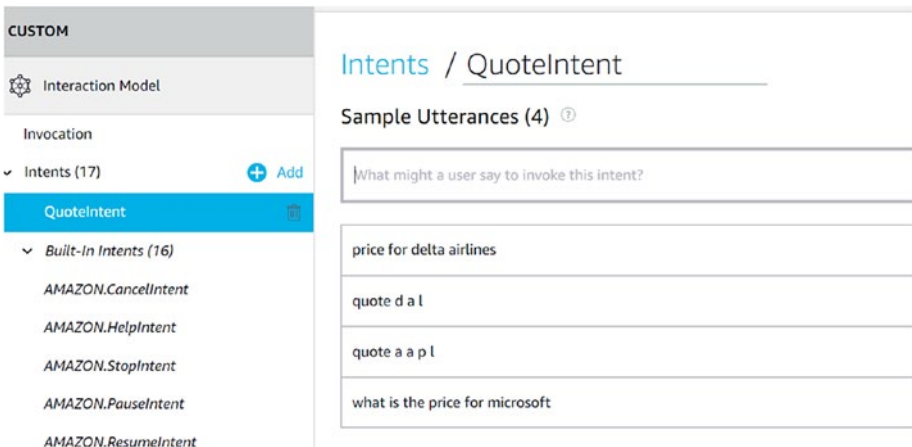 CUSTOM
Interaction Model
Invocation
Intents (17)
Add
QuoteIntent
Built-In Intents (16)
AMAZON.CancelIntent
AMAZON.HelpIntent
AMAZON.StopIntent
AMAZON.PauseIntent
AMAZON.ResumeIntent
Intents / QuoteIntent
Sample Utterances (4) ?
What might a user say to invoke this intent?
price for delta airlines
quote d a l
quote a a p l
what is the price for microsoft